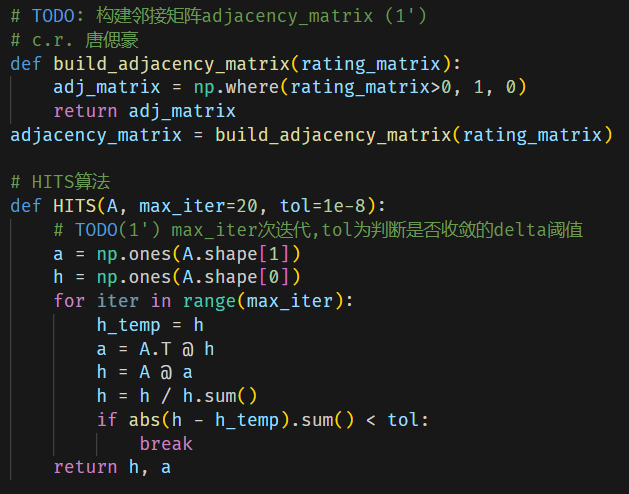 # TODO: 构建邻接矩阵adjacency_matrix (1')
# c.r. 唐偲豪
def build_adjacency_matrix(rating_matrix):
    adj_matrix = np.where(rating_matrix>0, 1, 0)
    return adj_matrix
adjacency_matrix = build_adjacency_matrix(rating_matrix)

# HITS算法
def HITS(A, max_iter=20, tol=1e-8):
    # TODO(1') max_iter次迭代,tol为判断是否收敛的delta阈值
    a = np.ones(A.shape[1])
    h = np.ones(A.shape[0])
    for iter in range(max_iter):
        h_temp = h
        a = A.T @ h
        h = A @ a
        h = h / h.sum()
        if abs(h - h_temp).sum() < tol:
            break
    return h, a